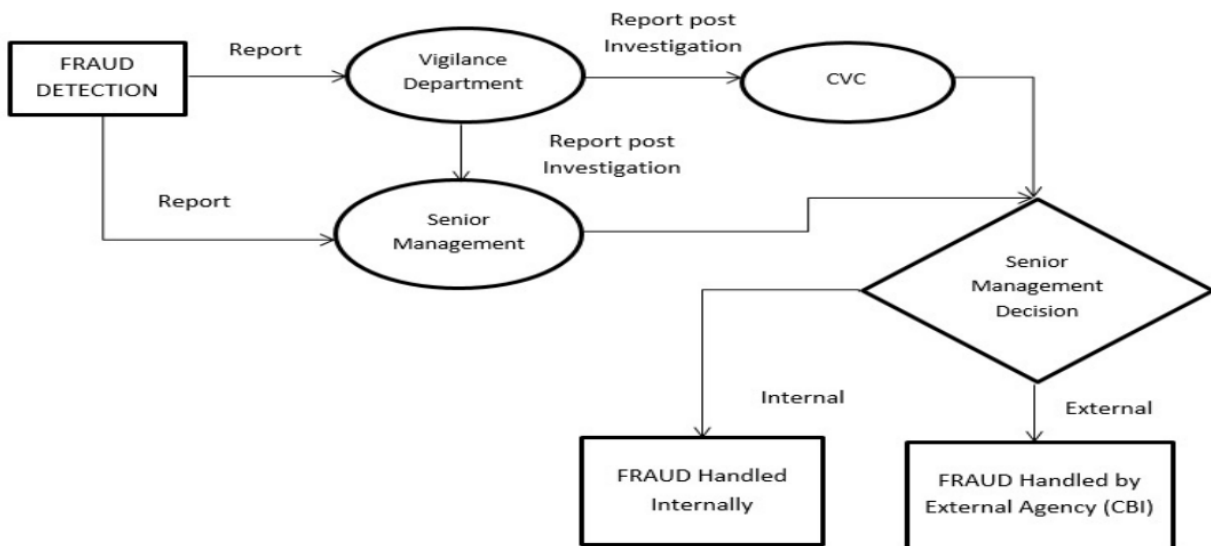 FRAUD
DETECTION
Report
Vigilance
Department
Report post
Investigation
CVC
Report post
Investigation
Report
Senior
Management
Senior
Management
Decision
Internal
External
FRAUD Handled
Internally
FRAUD Handled by
External Agency (CBI)